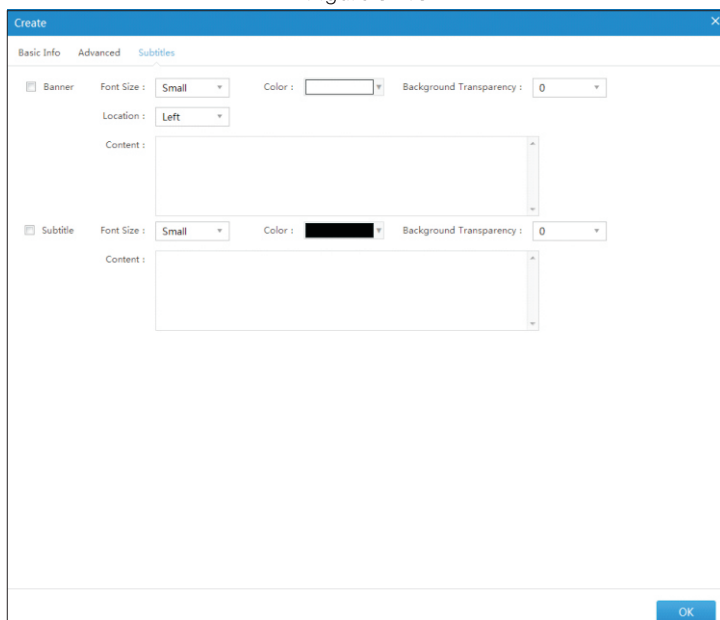 Create
Basic Info Advanced Subtitles
Banner Font Size : Small Color : Background Transparency : 0
Location : Left
Content :
Subtitle Font Size : Small Color : Background Transparency : 0
Content :
OK